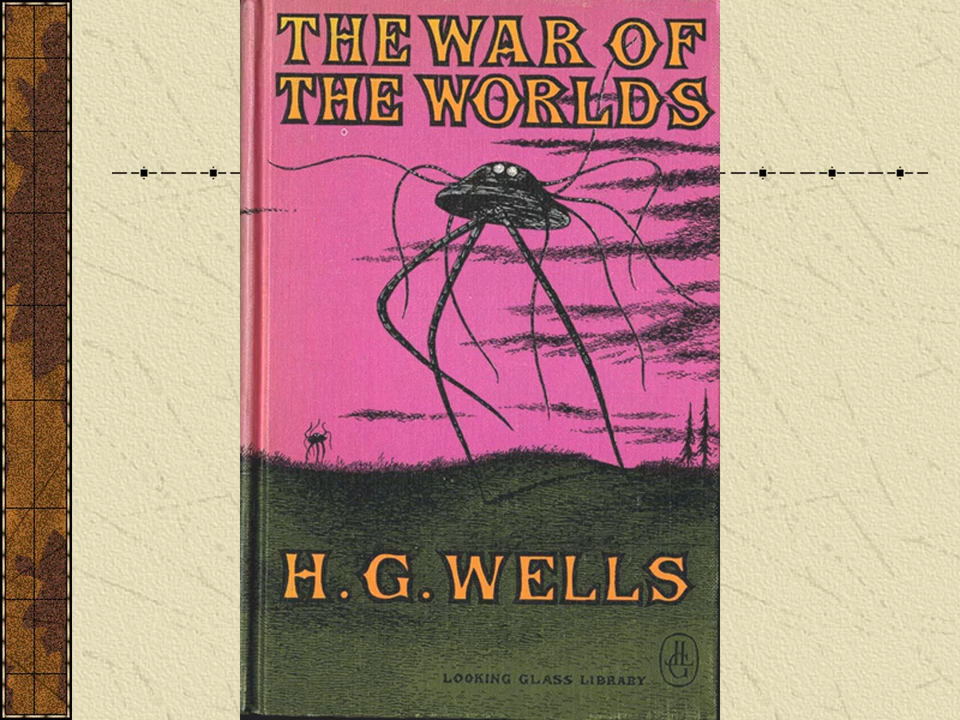 THE WAR OF
THE WORLDS
H. G. WELLS
LOOKING GLASS LIBRARY